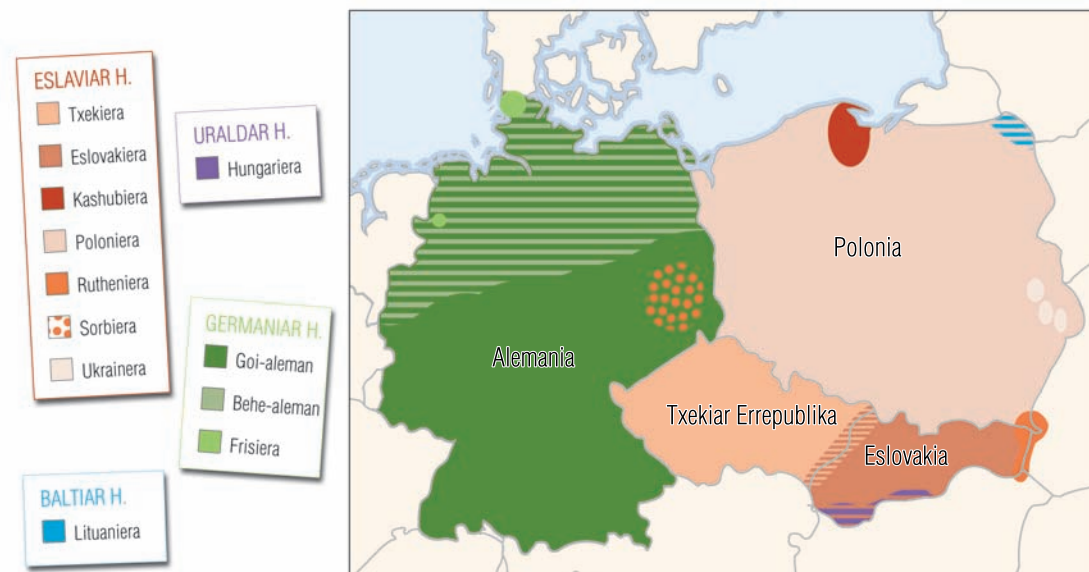 ESLAVIAR H.
Txekiera
Eslovakiera
Kashubiera
Poloniera
Rutheniera
Sorbiera
Ukrainera
URALDAR H.
Hungariera
GERMANIAR H.
Goi-aleman
Behe-aleman
Frisiera
BALTIAR H.
Lituaniera
Polonia
Alemania
Txekiar Errepublika
Eslovakia